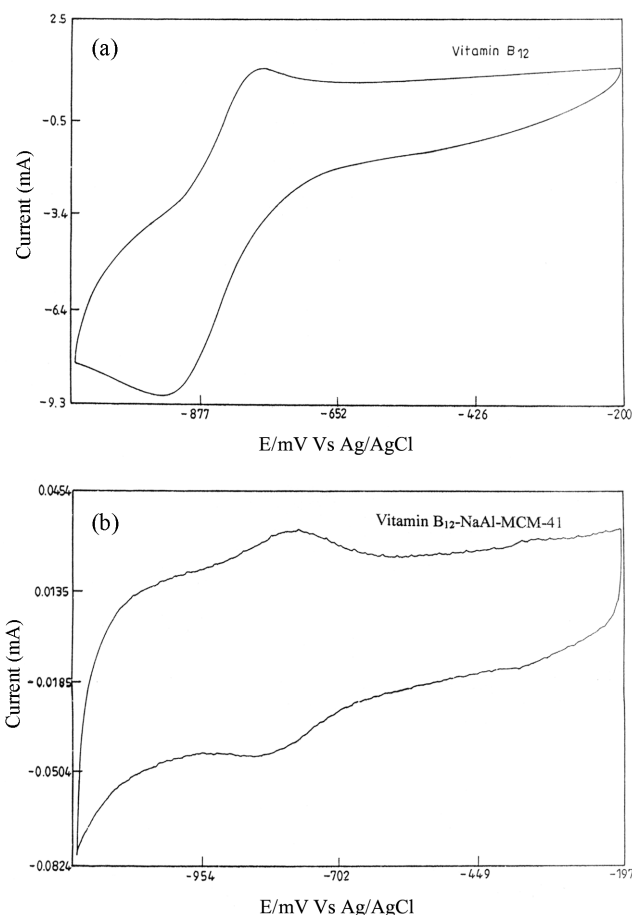 2.5
(a)
Vitamin B12
-0.5
-3.4
-6.4
-9.3
Current (mA)
-877
-652
-426
-200
E/mV Vs Ag/AgCl
0.0454
(b)
Vitamin B₁₂-NaAl-MCM-41
0.0135
-0.0185
-0.0504
-0.0824
Current (mA)
-954
-702
-449
-197
E/mV Vs Ag/AgCl